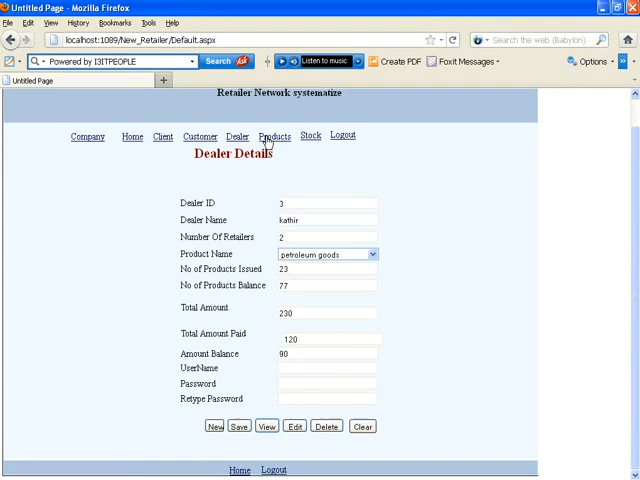 Untitled Page - Mozilla Firefox
File Edit View History Bookmarks Tools Help
localhost:1089/New_Retailer/Default.aspx
Search the web (Babylon)
Powered by I3ITPEOPLE Search Ask Listen to music Create PDF Foxit Messages Options
Untitled Page
Retailer Network systematize
Company Home Client Customer Dealer Products Stock Logout
Dealer Details
Dealer ID 3
Dealer Name kathir
Number Of Retailers 2
Product Name petroleum goods
No of Products Issued 23
No of Products Balance 77
Total Amount 230
Total Amount Paid 120
Amount Balance 90
UserName
Password
Retype Password
New Save View Edit Delete Clear
Home Logout